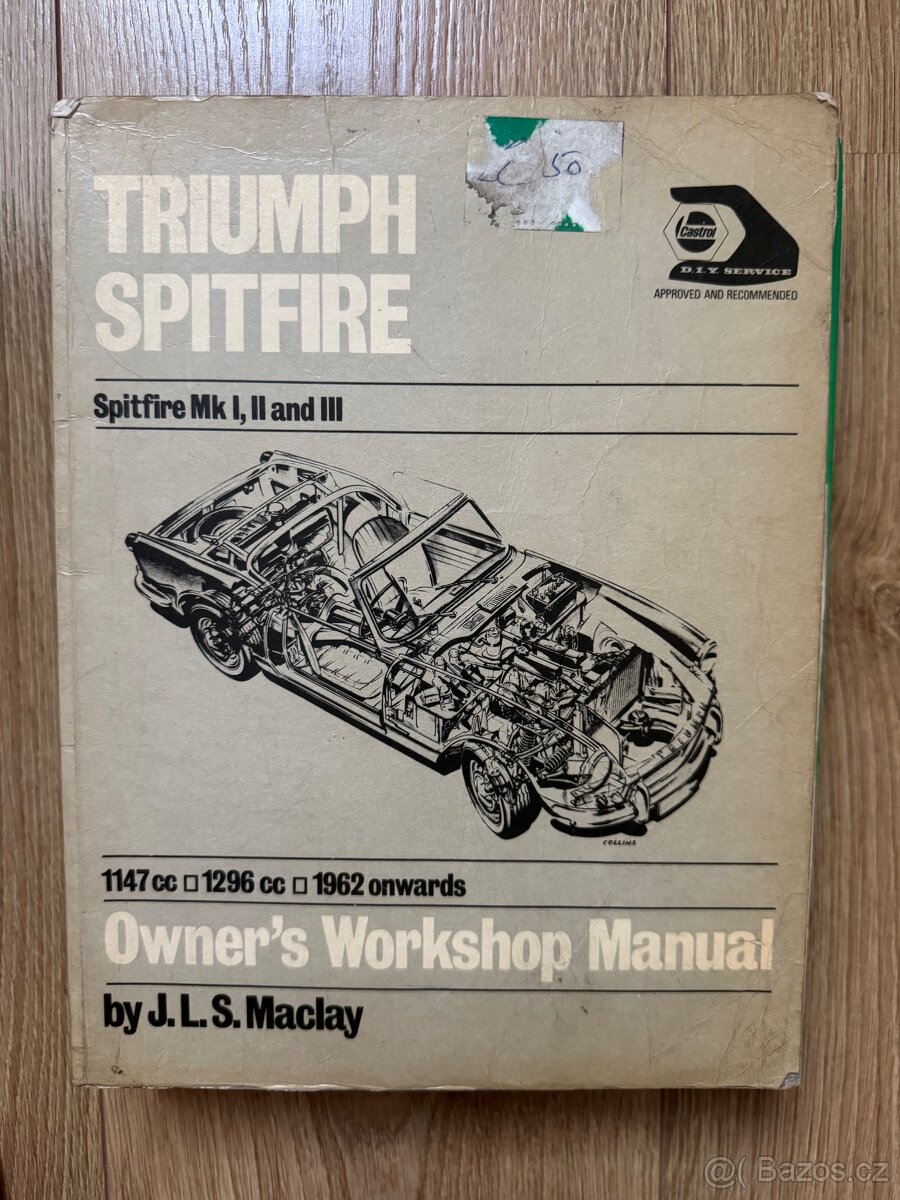 TRIUMPH
SPITFIRE
50
Castrol
D.I.Y. SERVICE
APPROVED AND RECOMMENDED
Spitfire Mk I, II and III
COLLINS
1147 cc □ 1296 cc □ 1962 onwards
Owner's Workshop Manual
by J.L.S. Maclay
@( Bazos.cz